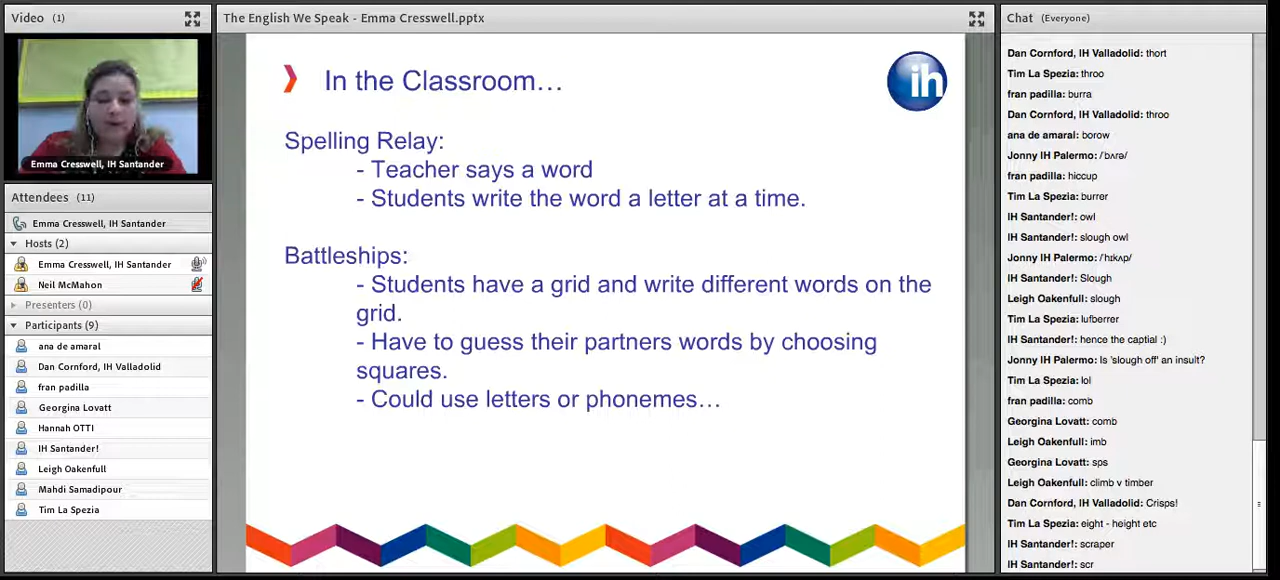 Video (1)
Emma Cresswell, IH Santander
Attendees (11)
Emma Cresswell, IH Santander
Hosts (2)
Emma Cresswell, IH Santander
Neil McMahon
Presenters (0)
Participants (9)
ana de amaral
Dan Cornford, IH Valladolid
fran padilla
Georgina Lovatt
Hannah OTTI
IH Santander!
Leigh Oakenfull
Mahdi Samadipour
Tim La Spezia
The English We Speak - Emma Cresswell.pptx
In the Classroom…
ih
Spelling Relay:
- Teacher says a word
- Students write the word a letter at a time.
Battleships:
- Students have a grid and write different words on the
grid.
- Have to guess their partners words by choosing
squares.
- Could use letters or phonemes…
Chat (Everyone)
Dan Cornford, IH Valladolid: thort
Tim La Spezia: throo
fran padilla: burra
Dan Cornford, IH Valladolid: throo
ana de amaral: borow
Jonny IH Palermo: /ˈbʌrə/
fran padilla: hiccup
Tim La Spezia: burrer
IH Santander!: owl
IH Santander!: slough owl
Jonny IH Palermo: /ˈhɪkʌp/
IH Santander!: Slough
Leigh Oakenfull: slough
Tim La Spezia: lufberrer
IH Santander!: hence the captial :)
Jonny IH Palermo: Is 'slough off' an insult?
Tim La Spezia: lol
fran padilla: comb
Georgina Lovatt: comb
Leigh Oakenfull: imb
Georgina Lovatt: sps
Leigh Oakenfull: climb v timber
Dan Cornford, IH Valladolid: Crisps!
Tim La Spezia: eight - height etc
IH Santander!: scraper
IH Santander!: scr